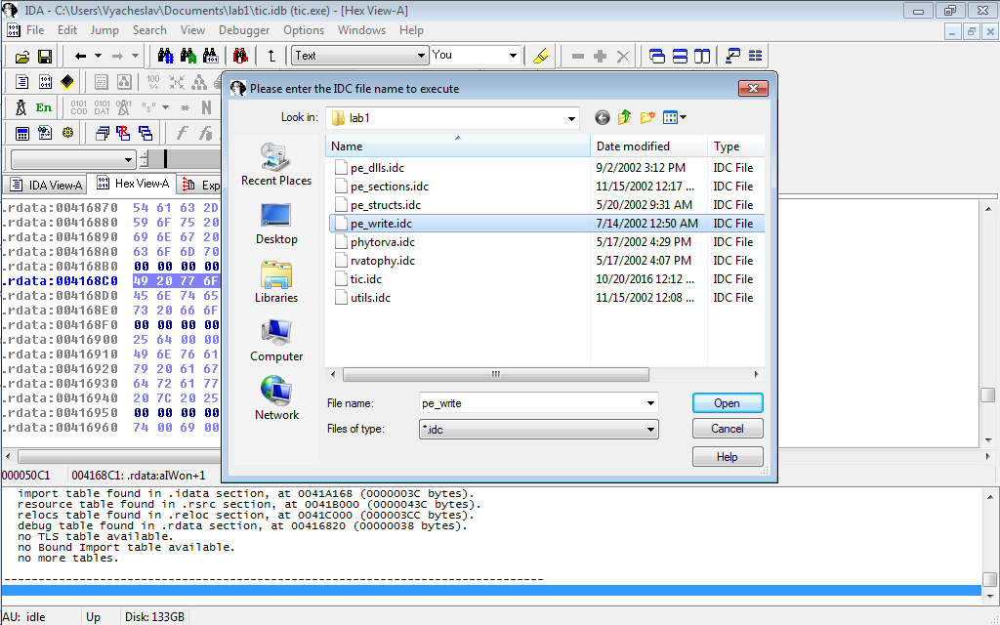 IDA - C:\Users\Vyacheslav\Documents\lab1\tic.idb (tic.exe) - [Hex View-A]
File Edit Jump Search View Debugger Options Windows Help
Text You
En 0101 COD 0101 DAT 0101 "s" * N
100 %
IDA View-A Hex View-A Exp
.rdata:00416870 54 61 63 2D
.rdata:00416880 59 6F 75 20
.rdata:00416890 69 6E 67 20
.rdata:004168A0 63 6F 6D 70
.rdata:004168B0 00 00 00 00
.rdata:004168C0 49 20 77 6F
.rdata:004168D0 45 6E 74 65
.rdata:004168E0 73 20 66 6F
.rdata:004168F0 00 00 00 00
.rdata:00416900 25 64 00 00
.rdata:00416910 49 6E 76 61
.rdata:00416920 79 20 61 67
.rdata:00416930 64 72 61 77
.rdata:00416940 20 7C 20 25
.rdata:00416950 00 00 00 00
.rdata:00416960 74 00 69 00
000050C1 004168C1: .rdata:aIWon+1
Please enter the IDC file name to execute
Look in: lab1
Recent Places
Desktop
Libraries
Computer
Network
Name Date modified Type
pe_dlls.idc 9/2/2002 3:12 PM IDC File
pe_sections.idc 11/15/2002 12:17 ... IDC File
pe_structs.idc 5/20/2002 9:31 AM IDC File
pe_write.idc 7/14/2002 12:50 AM IDC File
phytorva.idc 5/17/2002 4:29 PM IDC File
rvatophy.idc 5/17/2002 4:07 PM IDC File
tic.idc 10/20/2016 12:12 ... IDC File
utils.idc 11/15/2002 12:08 ... IDC File
File name: pe_write Open
Files of type: *.idc Cancel
Help
import table found in .idata section, at 0041A168 (0000003C bytes).
resource table found in .rsrc section, at 0041B000 (0000043C bytes).
relocs table found in .reloc section, at 0041C000 (000003CC bytes).
debug table found in .rdata section, at 00416820 (00000038 bytes).
no TLS table available.
no Bound Import table available.
no more tables.
-------------------------------------------------------------------------------
AU: idle Up Disk: 133GB